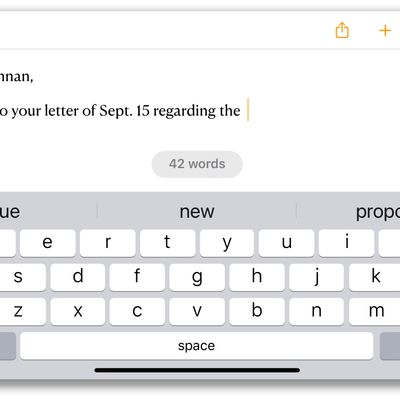 nnan,
o your letter of Sept. 15 regarding the
42 words
ue new propo
e r t y u i
s d f g h j k
z x c v b n m
space